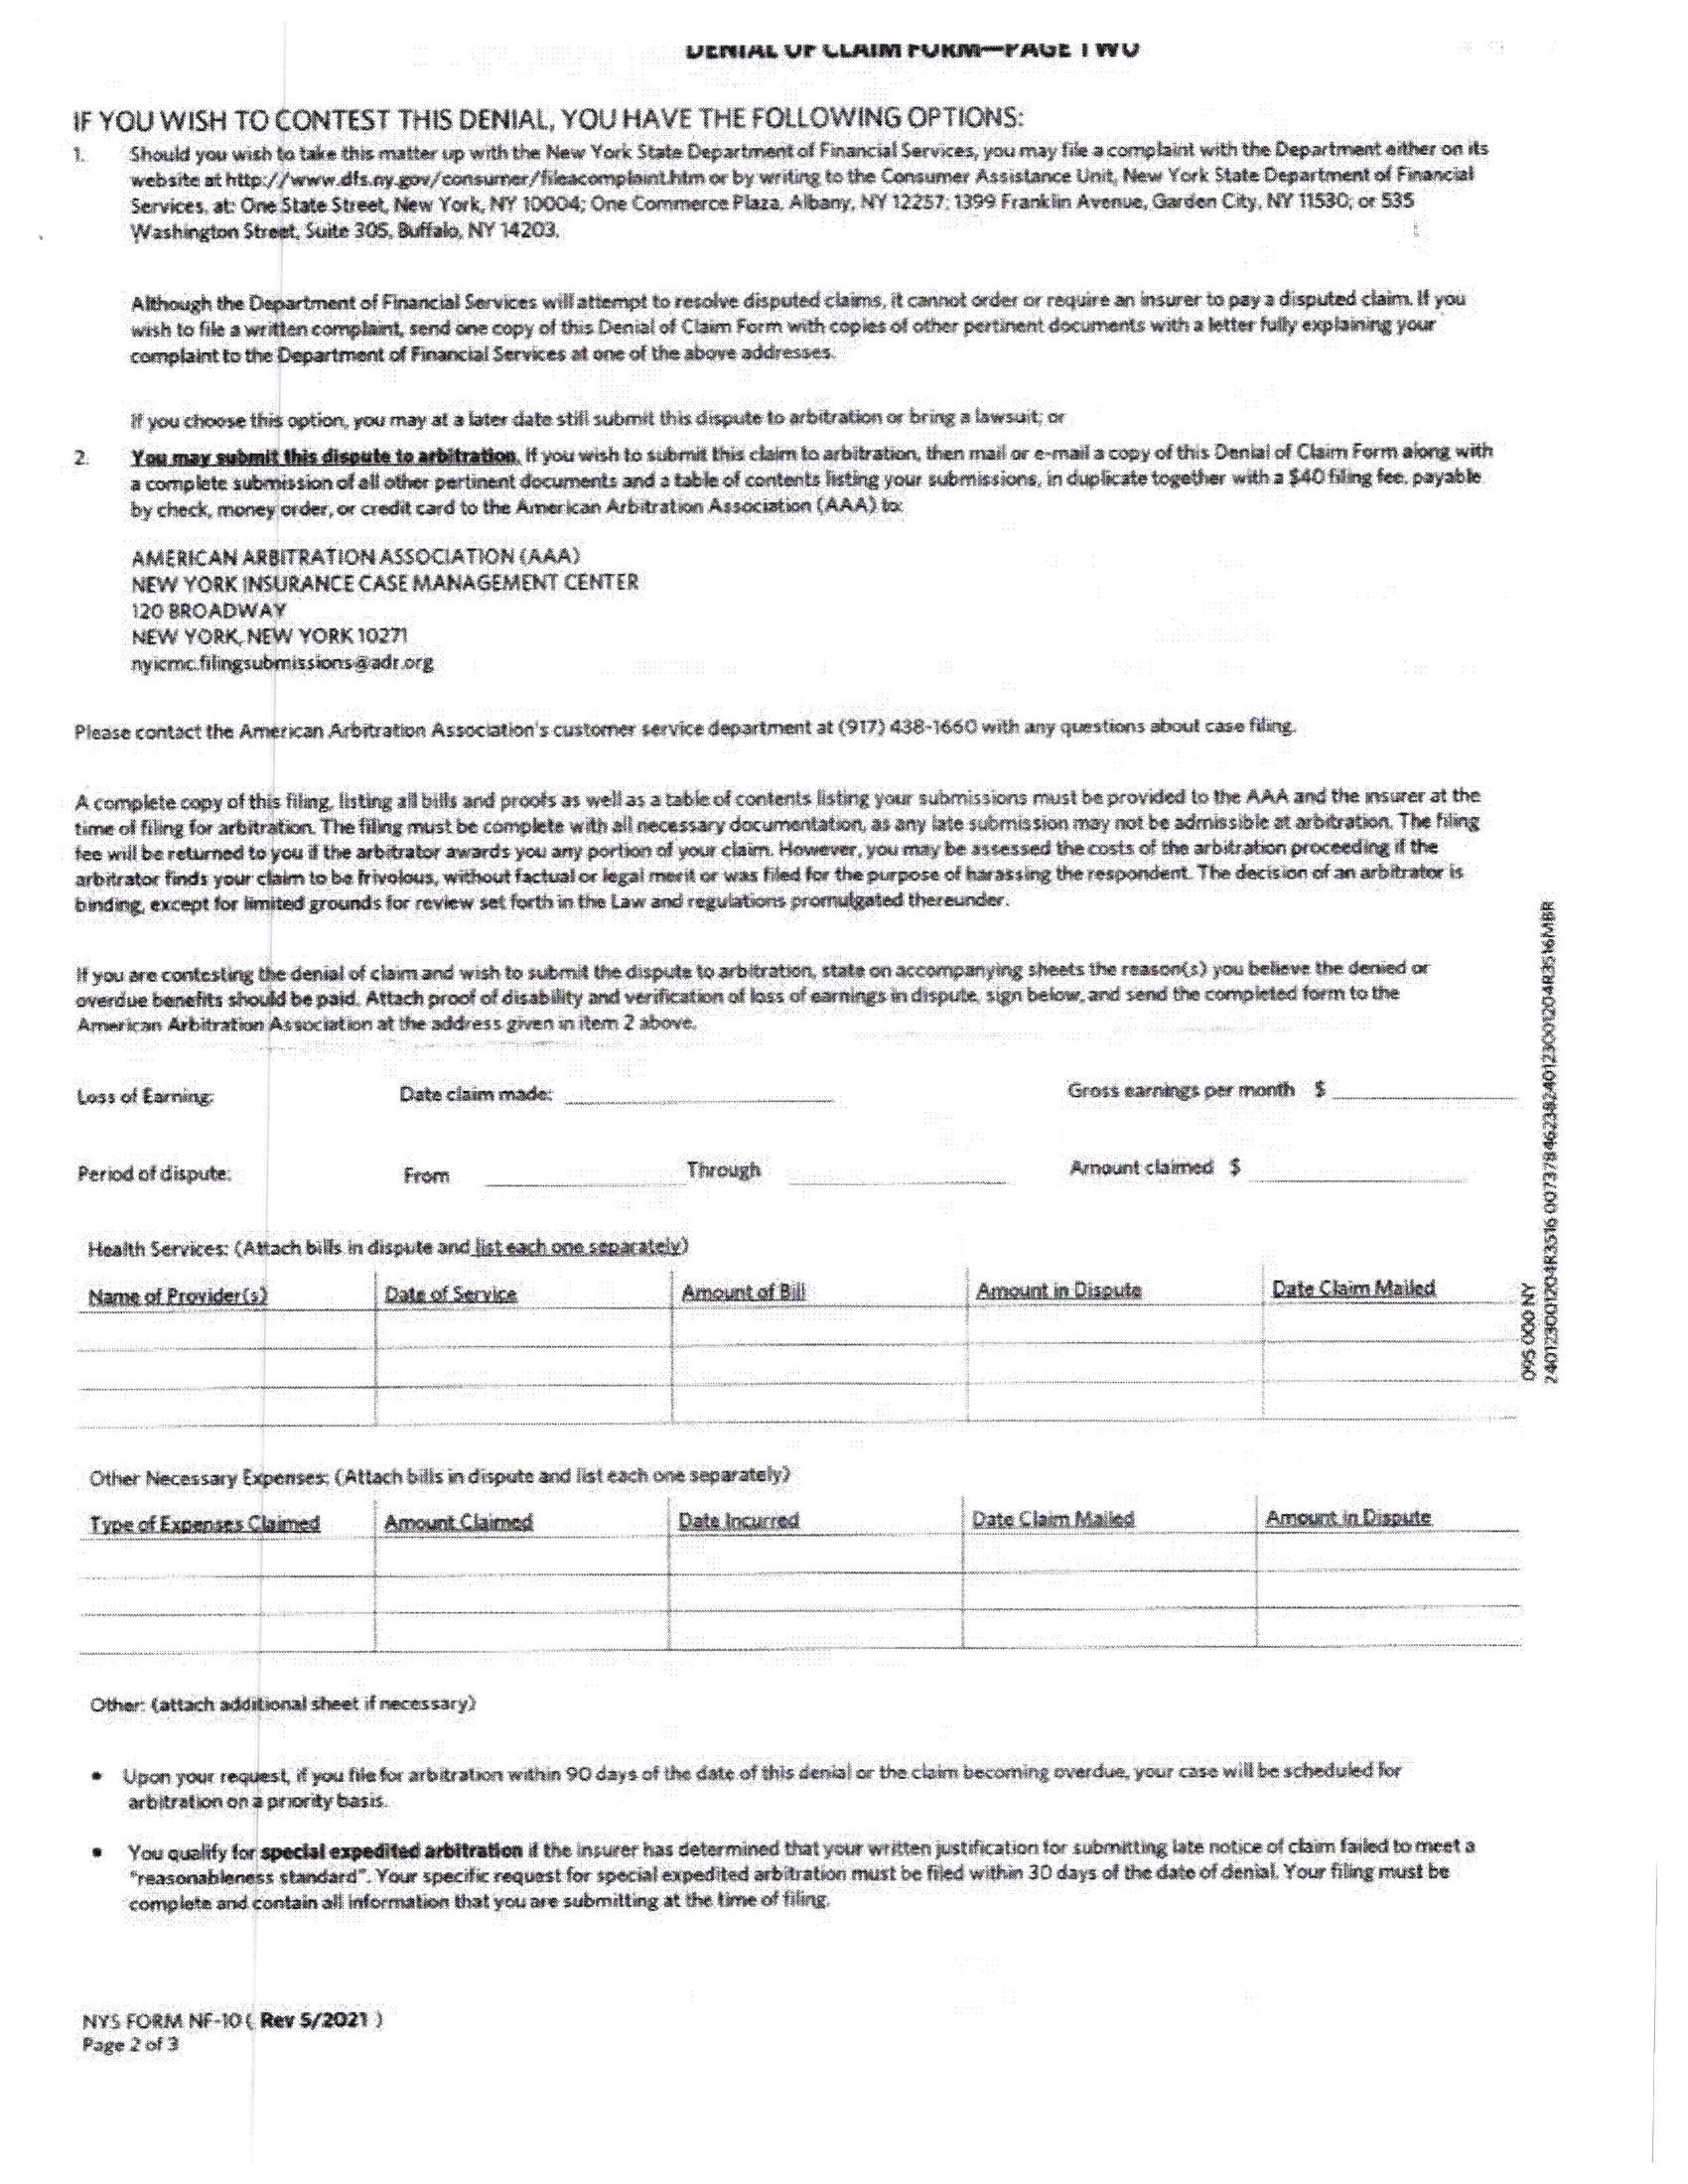 DENIAL OF CLAIM FORM—PAGE TWO
IF YOU WISH TO CONTEST THIS DENIAL, YOU HAVE THE FOLLOWING OPTIONS:
1. Should you wish to take this matter up with the New York State Department of Financial Services, you may file a complaint with the Department either on its
website at http://www.dfs.ny.gov/consumer/fileacomplaint.htm or by writing to the Consumer Assistance Unit, New York State Department of Financial
Services, at: One State Street, New York, NY 10004; One Commerce Plaza, Albany, NY 12257; 1399 Franklin Avenue, Garden City, NY 11530; or 535
Washington Street, Suite 305, Buffalo, NY 14203.
Although the Department of Financial Services will attempt to resolve disputed claims, it cannot order or require an insurer to pay a disputed claim. If you
wish to file a written complaint, send one copy of this Denial of Claim Form with copies of other pertinent documents with a letter fully explaining your
complaint to the Department of Financial Services at one of the above addresses.
If you choose this option, you may at a later date still submit this dispute to arbitration or bring a lawsuit; or
2. You may submit this dispute to arbitration. If you wish to submit this claim to arbitration, then mail or e-mail a copy of this Denial of Claim Form along with
a complete submission of all other pertinent documents and a table of contents listing your submissions, in duplicate together with a $40 filing fee, payable
by check, money order, or credit card to the American Arbitration Association (AAA) to:
AMERICAN ARBITRATION ASSOCIATION (AAA)
NEW YORK INSURANCE CASE MANAGEMENT CENTER
120 BROADWAY
NEW YORK, NEW YORK 10271
nyicmc.filingsubmissions@adr.org
Please contact the American Arbitration Association's customer service department at (917) 438-1660 with any questions about case filing.
A complete copy of this filing, listing all bills and proofs as well as a table of contents listing your submissions must be provided to the AAA and the insurer at the
time of filing for arbitration. The filing must be complete with all necessary documentation, as any late submission may not be admissible at arbitration. The filing
fee will be returned to you if the arbitrator awards you any portion of your claim. However, you may be assessed the costs of the arbitration proceeding if the
arbitrator finds your claim to be frivolous, without factual or legal merit or was filed for the purpose of harassing the respondent. The decision of an arbitrator is
binding, except for limited grounds for review set forth in the Law and regulations promulgated thereunder.
If you are contesting the denial of claim and wish to submit the dispute to arbitration, state on accompanying sheets the reason(s) you believe the denied or
overdue benefits should be paid. Attach proof of disability and verification of loss of earnings in dispute, sign below, and send the completed form to the
American Arbitration Association at the address given in item 2 above.
Loss of Earning: Date claim made: Gross earnings per month $
Period of dispute: From Through Amount claimed $
Health Services: (Attach bills in dispute and list each one separately)
Name of Provider(s) Date of Service Amount of Bill Amount in Dispute Date Claim Mailed
Other Necessary Expenses: (Attach bills in dispute and list each one separately)
Type of Expenses Claimed Amount Claimed Date Incurred Date Claim Mailed Amount in Dispute
Other: (attach additional sheet if necessary)
• Upon your request, if you file for arbitration within 90 days of the date of this denial or the claim becoming overdue, your case will be scheduled for
arbitration on a priority basis.
• You qualify for special expedited arbitration if the insurer has determined that your written justification for submitting late notice of claim failed to meet a
"reasonableness standard". Your specific request for special expedited arbitration must be filed within 30 days of the date of denial. Your filing must be
complete and contain all information that you are submitting at the time of filing.
NYS FORM NF-10 ( Rev 5/2021 )
Page 2 of 3
095 000 NY